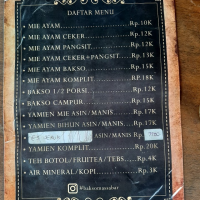 DAFTAR MENU
• MIE AYAM..........Rp.10K
• MIE AYAM CEKER..........Rp.12K
• MIE AYAM PANGSIT..........Rp.12K
• MIE AYAM CEKER+PANGSIT..........Rp.15K
• MIE AYAM BAKSO..........Rp.15K
• MIE AYAM KOMPLIT..........Rp.18K
• BAKSO 1/2 PORSI..........Rp.12K
• BAKSO CAMPUR..........Rp.15K
• YAMIEN MIE ASIN/MANIS..........Rp.17K
• YAMIEN BIHUN ASIN/MANIS..........Rp.17K
ASIN/MANIS Rp.
• YAMIEN KOMPLIT..........Rp.20K
• TEH BOTOL/FRUITEA/TEBS..........Rp.4K
• AIR MINERAL/KOPI..........Rp.3K